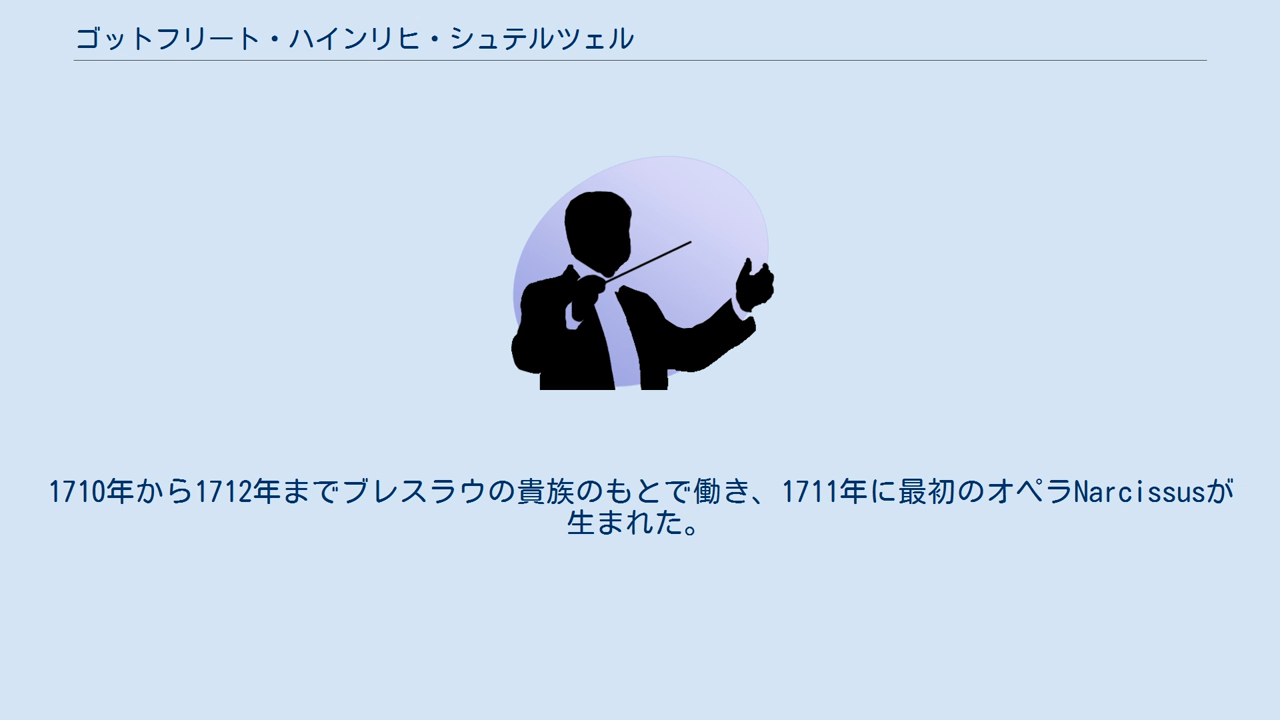 ゴットフリート・ハインリヒ・シュテルツェル
1710年から1712年までブレスラウの貴族のもとで働き、1711年に最初のオペラNarcissusが
生まれた。